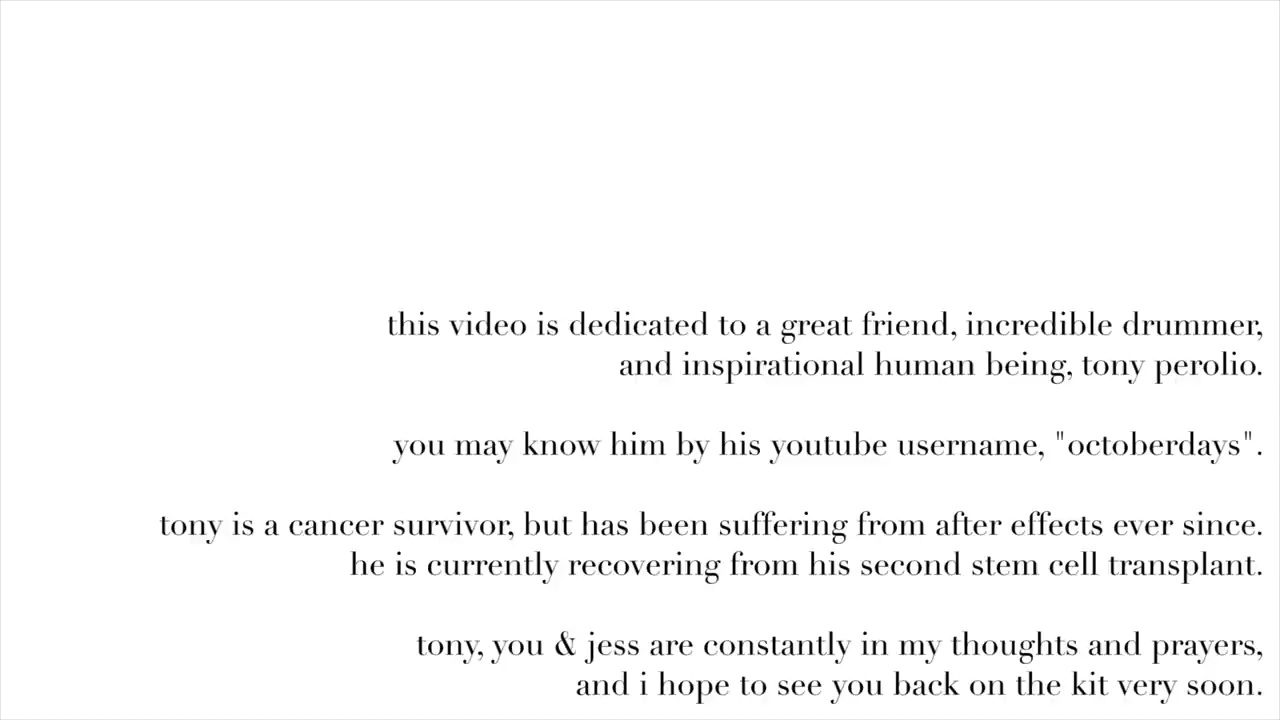 this video is dedicated to a great friend, incredible drummer,
and inspirational human being, tony perolio.
you may know him by his youtube username, "octoberdays".
tony is a cancer survivor, but has been suffering from after effects ever since.
he is currently recovering from his second stem cell transplant.
tony, you & jess are constantly in my thoughts and prayers,
and i hope to see you back on the kit very soon.